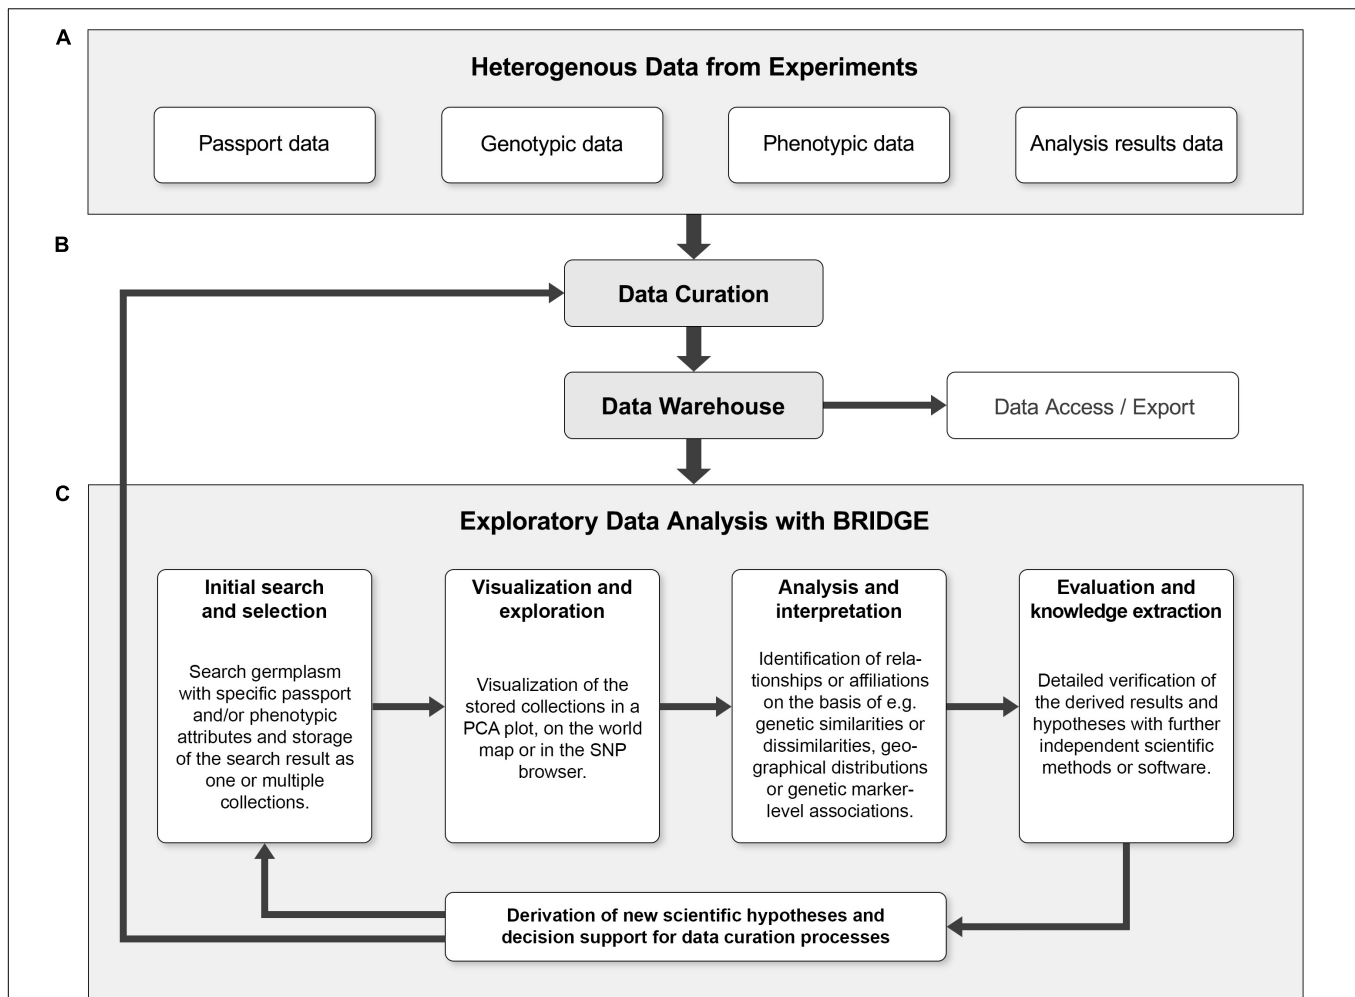 A
Heterogenous Data from Experiments
Passport data
Genotypic data
Phenotypic data
Analysis results data
B
Data Curation
Data Warehouse
Data Access / Export
C
Exploratory Data Analysis with BRIDGE
Initial search
and selection
Search germplasm
with specific passport
and/or phenotypic
attributes and storage
of the search result as
one or multiple
collections.
Visualization and
exploration
Visualization of the
stored collections in a
PCA plot, on the world
map or in the SNP
browser.
Analysis and
interpretation
Identification of rela-
tionships or affiliations
on the basis of e.g.
genetic similarities or
dissimilarities, geo-
graphical distributions
or genetic marker-
level associations.
Evaluation and
knowledge extraction
Detailed verification of
the derived results and
hypotheses with further
independent scientific
methods or software.
Derivation of new scientific hypotheses and
decision support for data curation processes